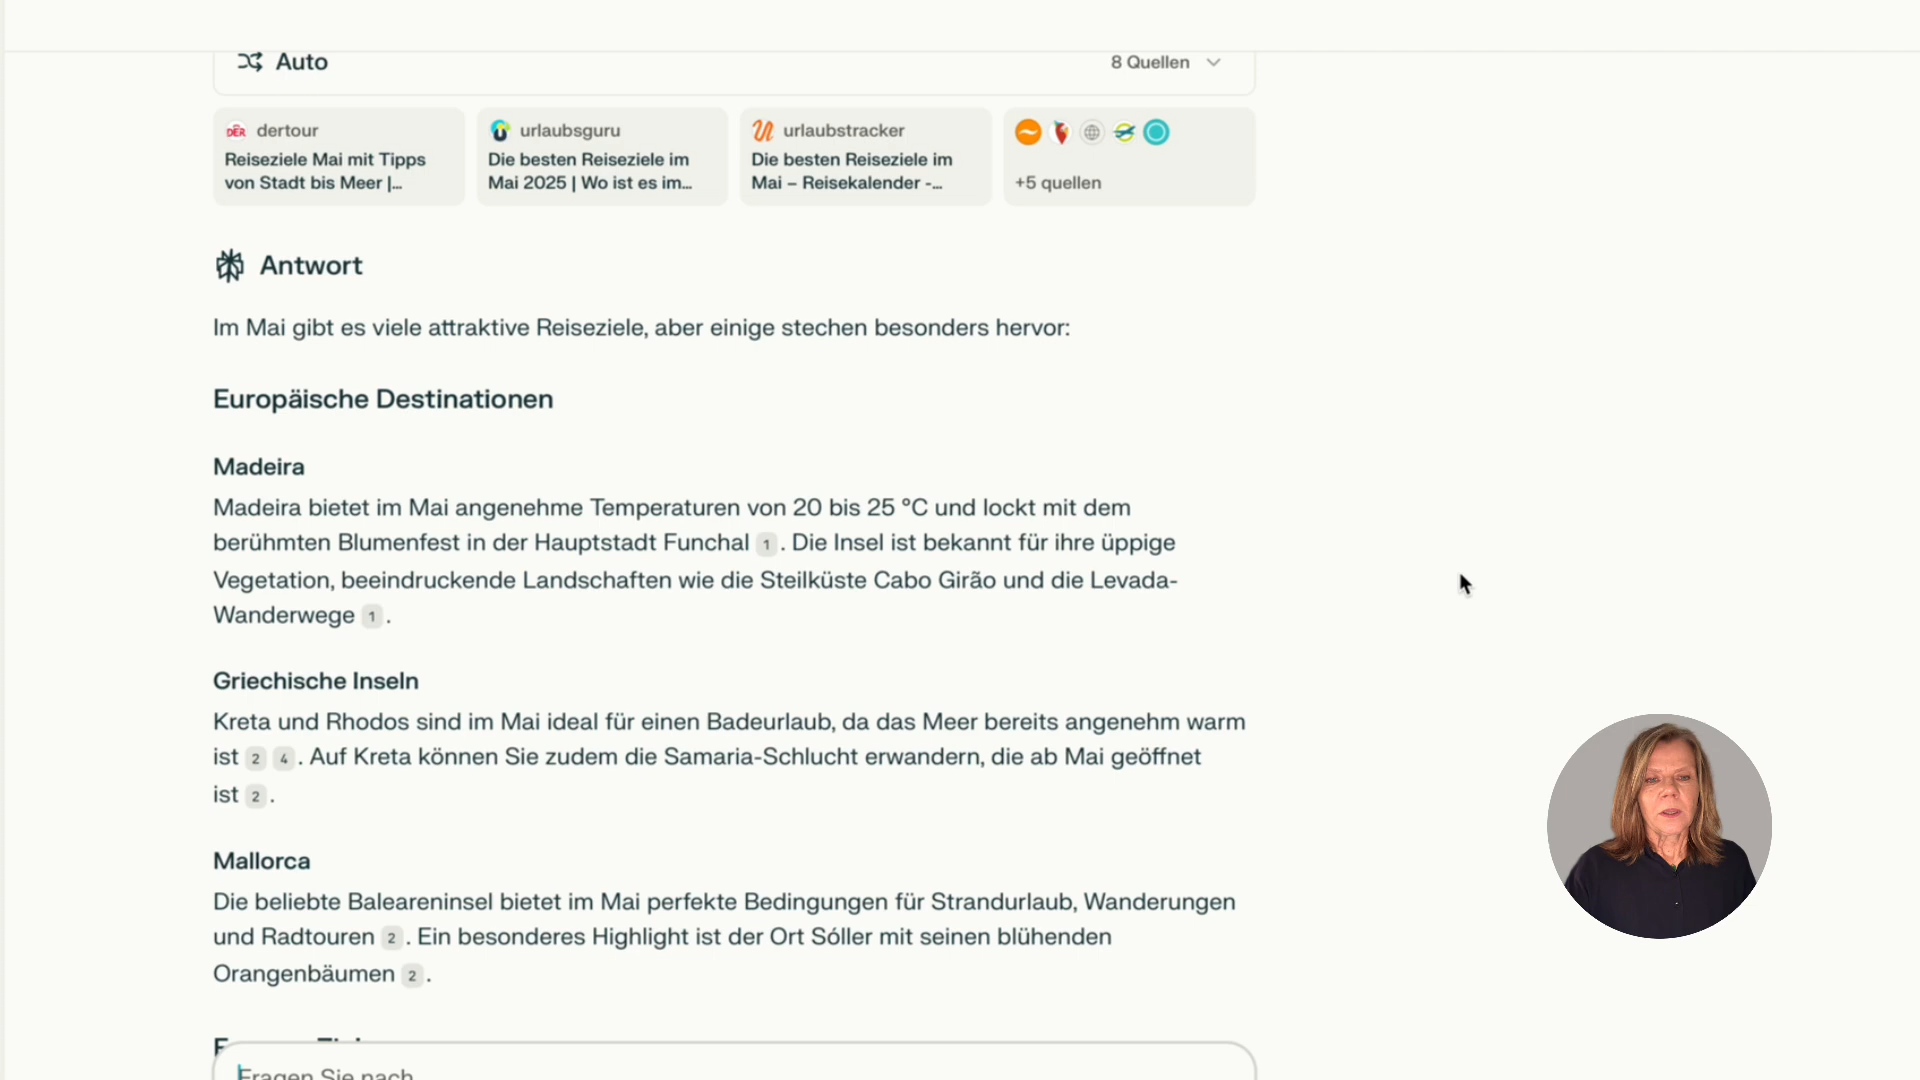 Auto
8 Quellen
dertour
Reiseziele Mai mit Tipps
von Stadt bis Meer |...
urlaubsguru
Die besten Reiseziele im
Mai 2025 | Wo ist es im...
urlaubstracker
Die besten Reiseziele im
Mai – Reisekalender -...
+5 quellen
Antwort
Im Mai gibt es viele attraktive Reiseziele, aber einige stechen besonders hervor:
Europäische Destinationen
Madeira
Madeira bietet im Mai angenehme Temperaturen von 20 bis 25 °C und lockt mit dem
berühmten Blumenfest in der Hauptstadt Funchal 1 . Die Insel ist bekannt für ihre üppige
Vegetation, beeindruckende Landschaften wie die Steilküste Cabo Girão und die Levada-
Wanderwege 1 .
Griechische Inseln
Kreta und Rhodos sind im Mai ideal für einen Badeurlaub, da das Meer bereits angenehm warm
ist 2 4 . Auf Kreta können Sie zudem die Samaria-Schlucht erwandern, die ab Mai geöffnet
ist 2 .
Mallorca
Die beliebte Baleareninsel bietet im Mai perfekte Bedingungen für Strandurlaub, Wanderungen
und Radtouren 2 . Ein besonderes Highlight ist der Ort Sóller mit seinen blühenden
Orangenbäumen 2 .
Fragen Sie nach